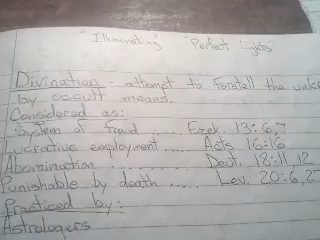 "Illuminating" "Perfect Lights"
Divination - attempt to foretell the
by occult means.
Considered as:
System of fraud ..... Ezek. 13:6,7
Lucrative employment ..... Acts 16:16
Abomination ............ Deut. 18:11,12
Punishable by death ...... Lev. 20:6,2
Practiced by:
Astrologers